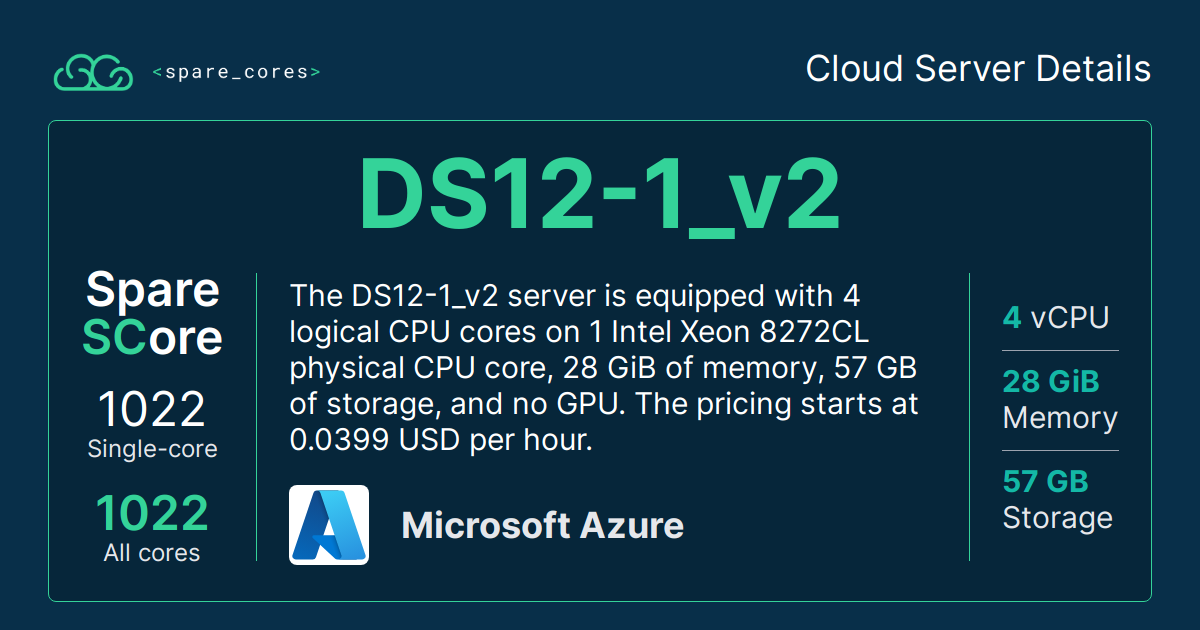 <spare_cores>
Cloud Server Details
DS12-1_v2
Spare
SCore
1022
Single-core
1022
All cores
The DS12-1_v2 server is equipped with 4
logical CPU cores on 1 Intel Xeon 8272CL
physical CPU core, 28 GiB of memory, 57 GB
of storage, and no GPU. The pricing starts at
0.0399 USD per hour.
Microsoft Azure
4 vCPU
28 GiB
Memory
57 GB
Storage